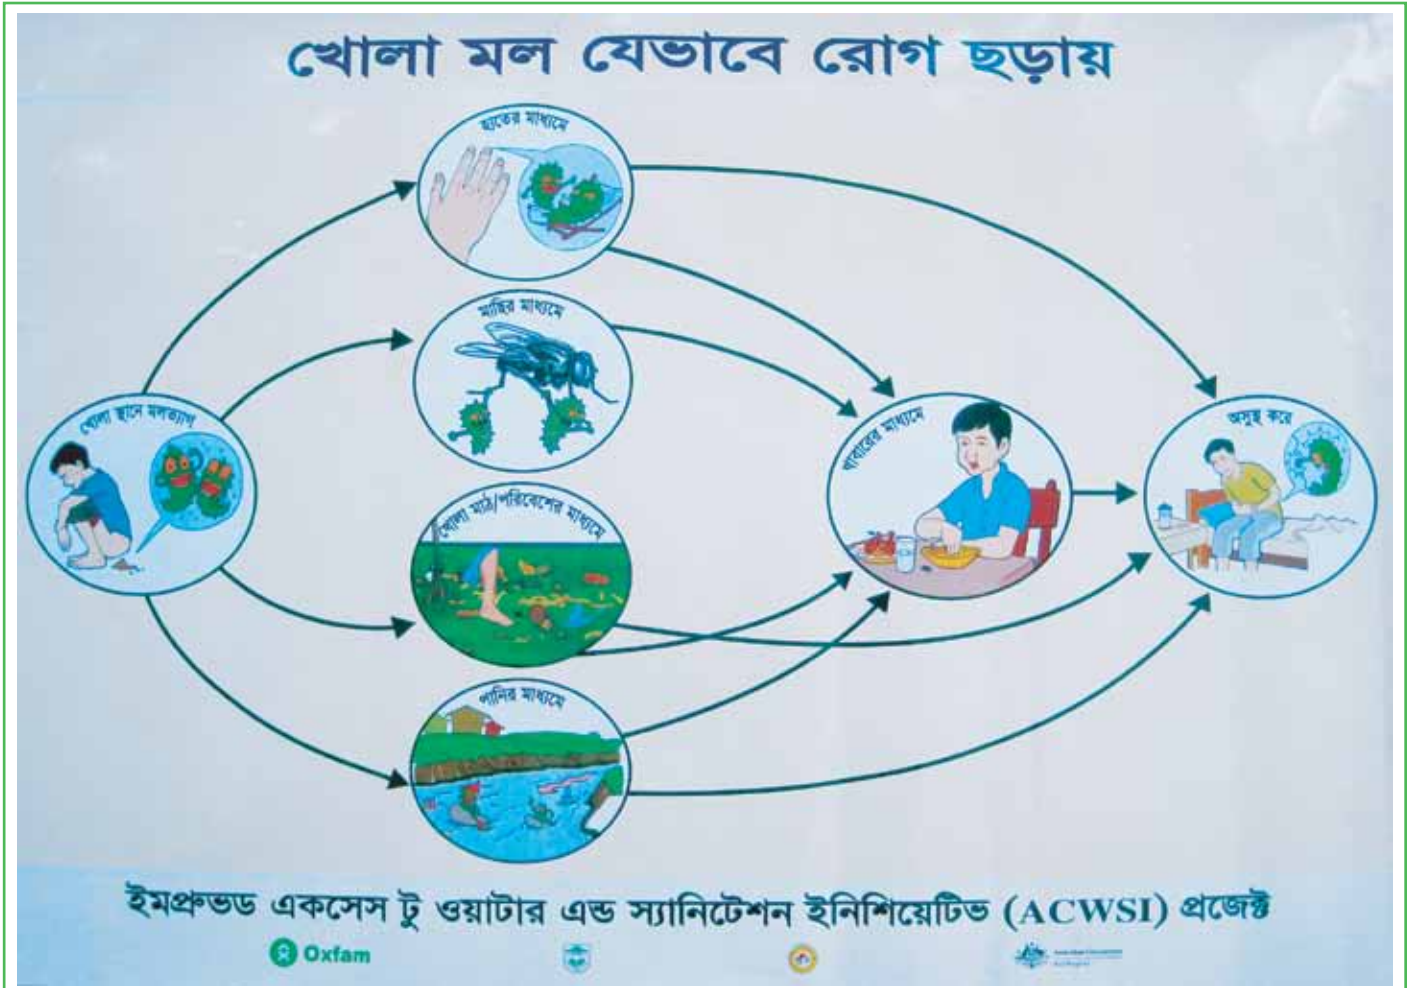 খোলা মল যেভাবে রোগ ছড়ায়
হাতের মাধ্যমে
মাছির মাধ্যমে
খোলা স্থানে মলত্যাগ
খাবারের মাধ্যমে
অসুস্থ করে
খোলা মাঠ/পরিবেশের মাধ্যমে
পানির মাধ্যমে
ইমপ্রুভড একসেস টু ওয়াটার এন্ড স্যানিটেশন ইনিশিয়েটিভ (ACWSI) প্রজেক্ট
Oxfam